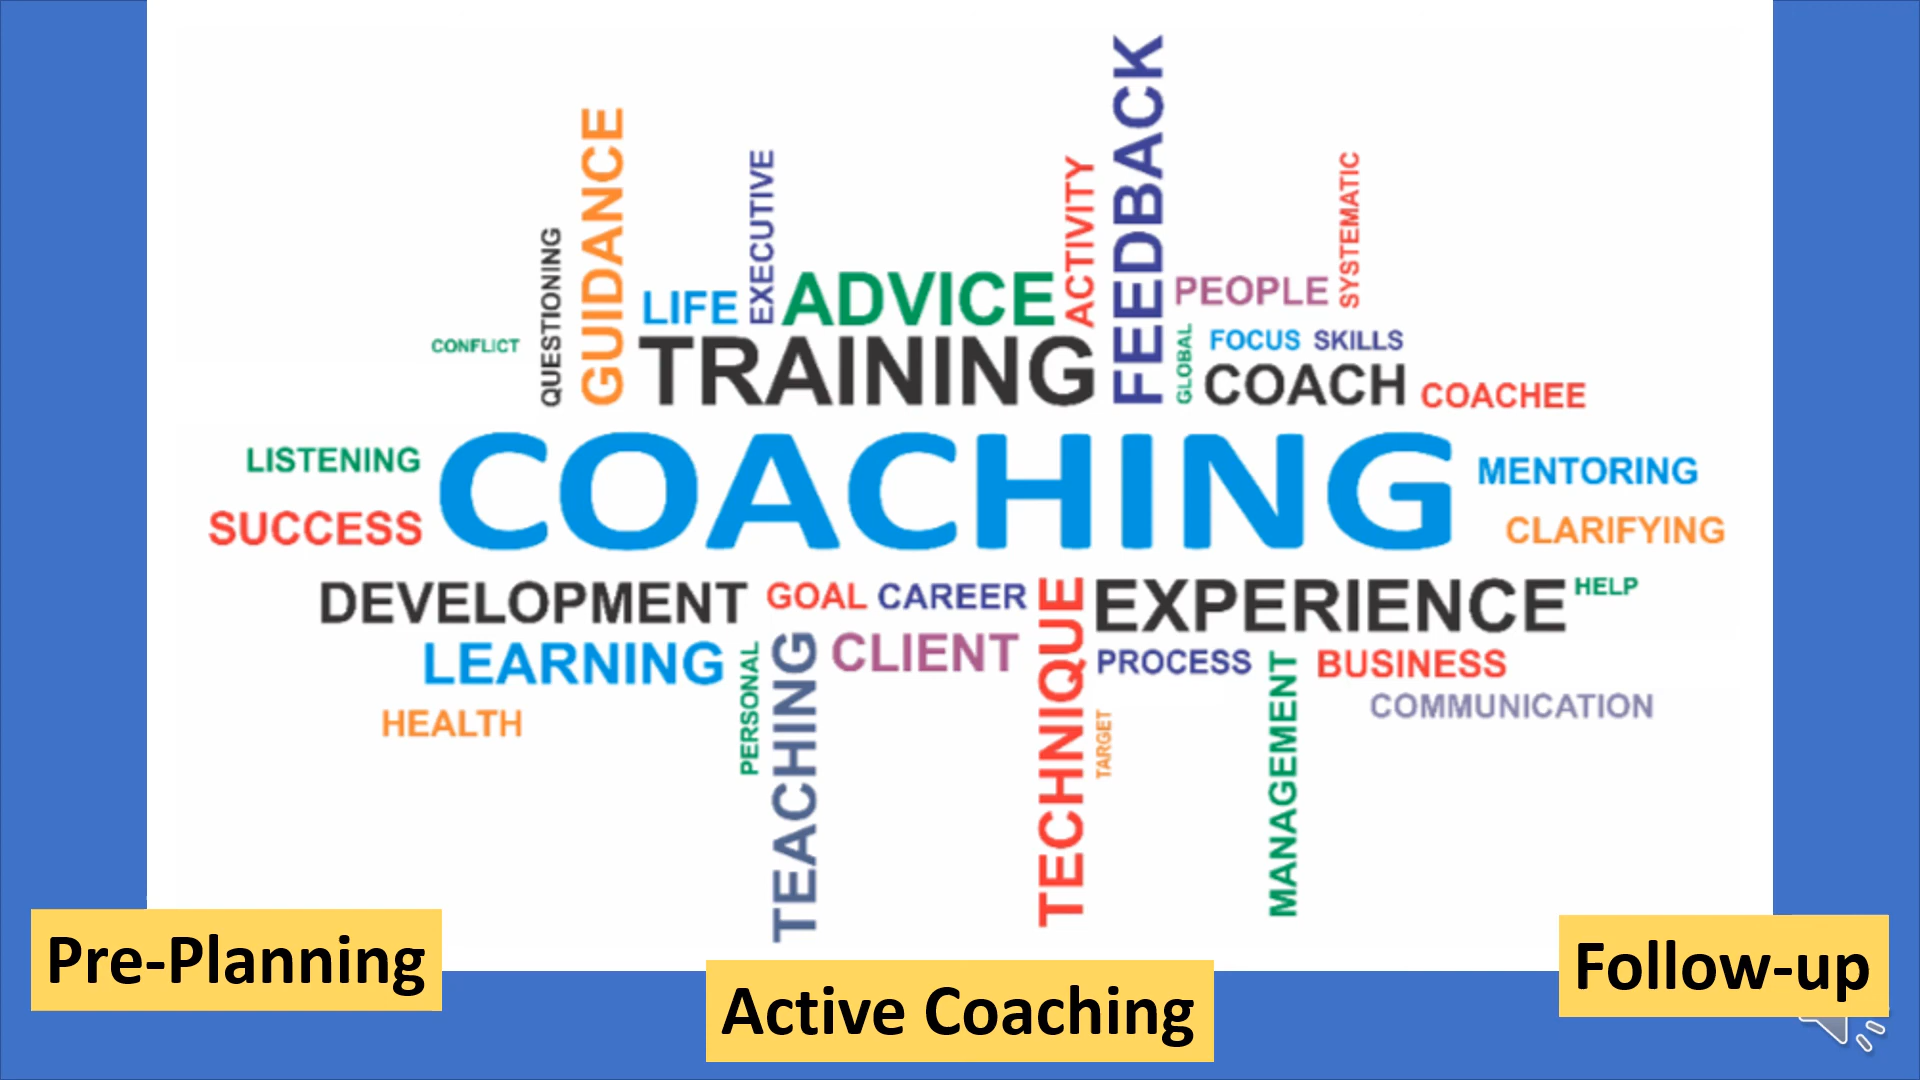 FEEDBACK
GUIDANCE
EXECUTIVE
ACTIVITY
SYSTEMATIC
QUESTIONING
LIFE
ADVICE
PEOPLE
CONFLICT
TRAINING
GLOBAL
FOCUS SKILLS
COACH
COACHEE
LISTENING
COACHING
MENTORING
SUCCESS
CLARIFYING
DEVELOPMENT
GOAL
CAREER
TECHNIQUE
EXPERIENCE
HELP
LEARNING
PERSONAL
TEACHING
CLIENT
PROCESS
BUSINESS
MANAGEMENT
COMMUNICATION
HEALTH
TARGET
Pre-Planning
Active Coaching
Follow-up